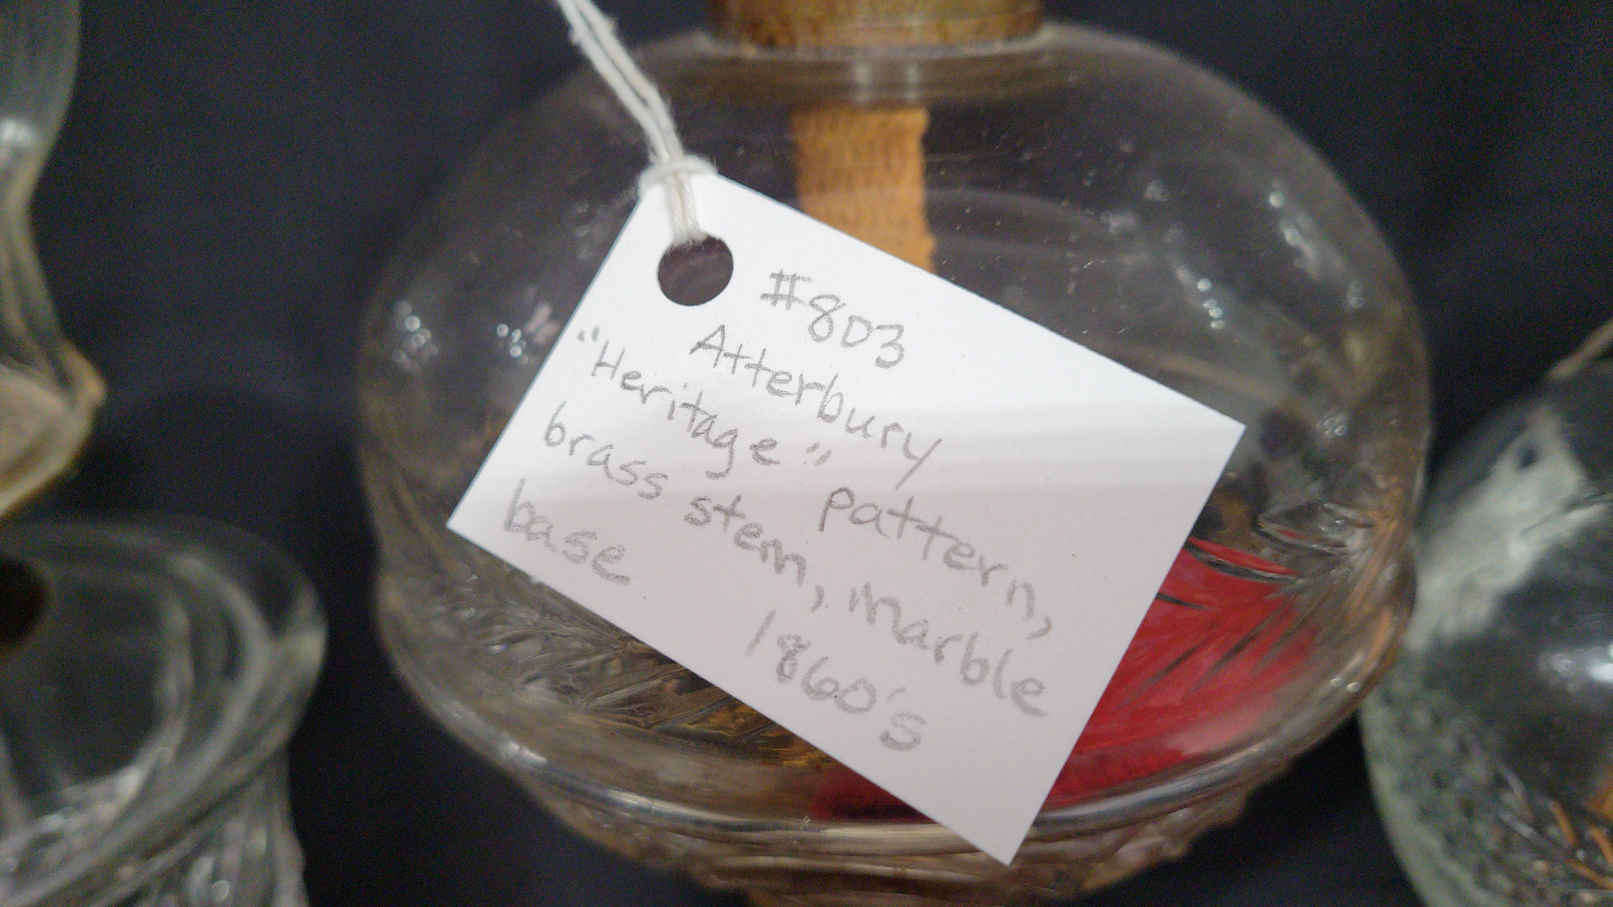 #803
Atterbury
"Heritage" pattern,
brass stem, marble
base
1860's